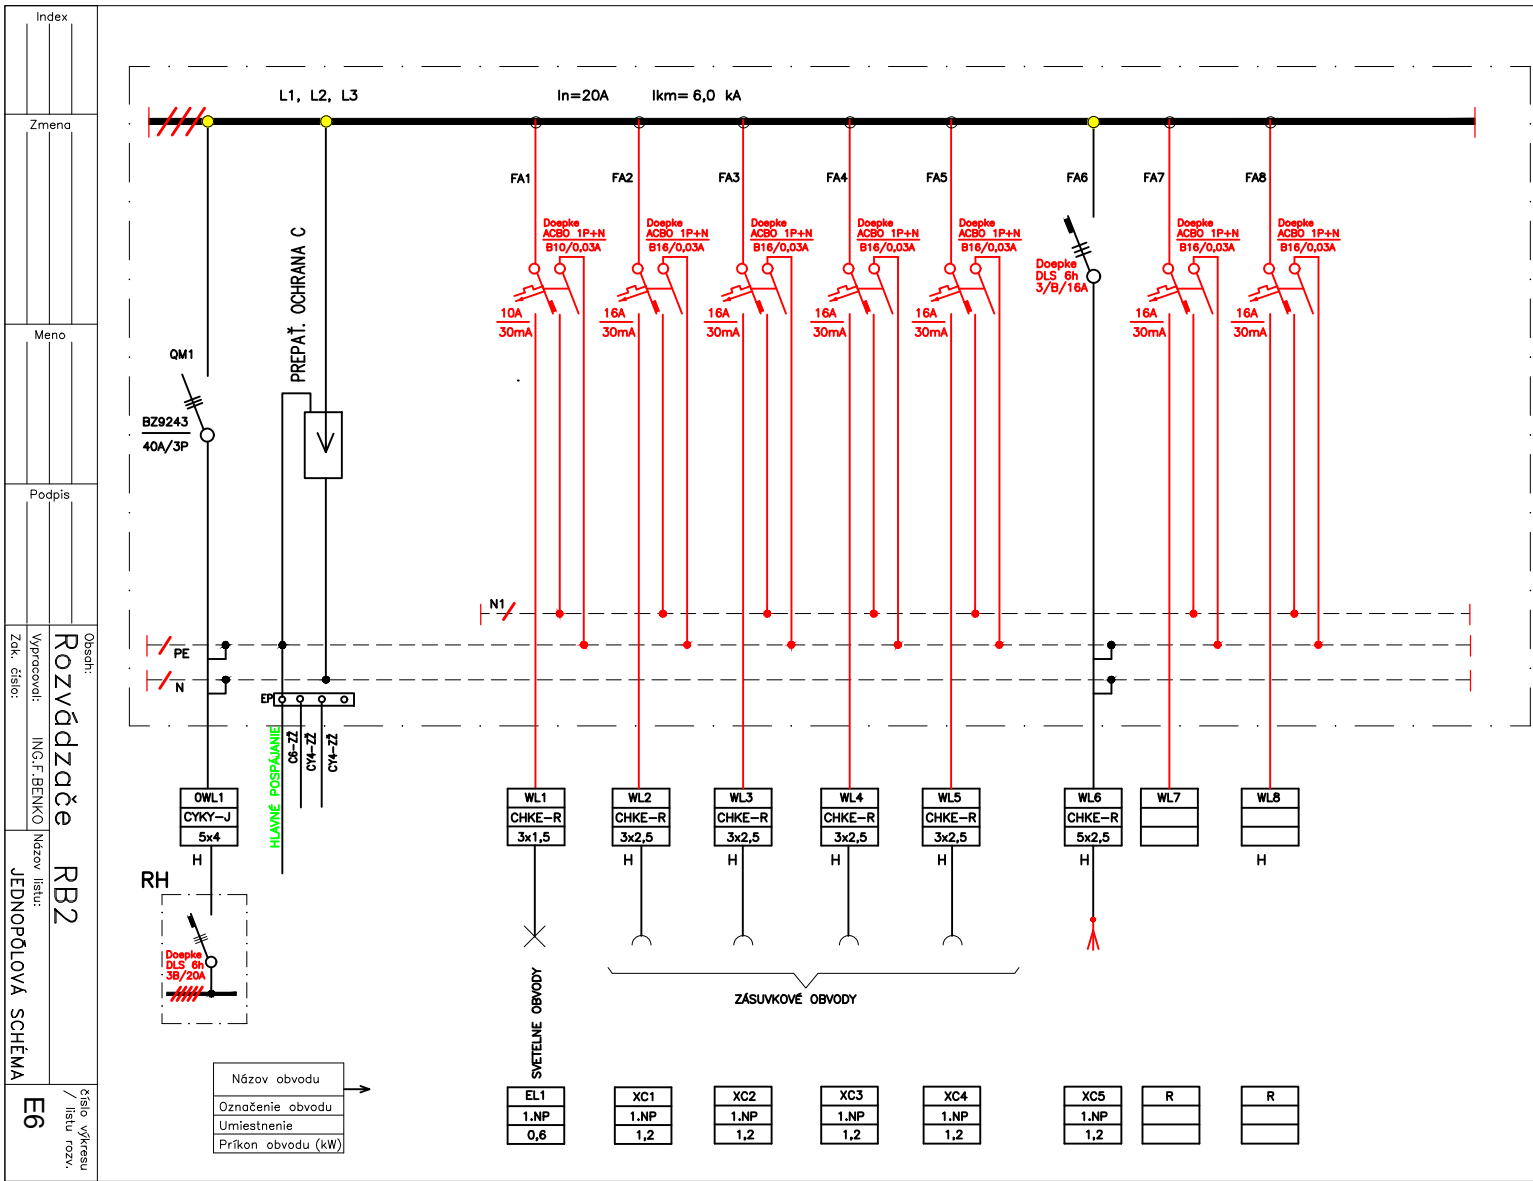 Index
Zmena
Meno
Podpis
Obsah:
Rozvádzače RB2
Vypracoval: ING.F.BENKO
Zak. číslo:
Názov listu:
JEDNOPÓLOVÁ SCHÉMA
číslo výkresu
/ listu rozv.
E6
L1, L2, L3
In=20A
Ikm= 6,0 kA
QM1
BZ9243
40A/3P
PREPÄŤ. OCHRANA C
FA1
Doepke
ACBO 1P+N
B10/0,03A
10A
30mA
FA2
Doepke
ACBO 1P+N
B16/0,03A
16A
30mA
FA3
Doepke
ACBO 1P+N
B16/0,03A
16A
30mA
FA4
Doepke
ACBO 1P+N
B16/0,03A
16A
30mA
FA5
Doepke
ACBO 1P+N
B16/0,03A
16A
30mA
FA6
Doepke
DLS 6h
3/B/16A
FA7
Doepke
ACBO 1P+N
B16/0,03A
16A
30mA
FA8
Doepke
ACBO 1P+N
B16/0,03A
16A
30mA
N1
PE
N
EP
HLAVNÉ POSPÁJANIE
C6-ZŽ
CY4-ZŽ
CY4-ZŽ
OWL1
CYKY-J
5x4
H
WL1
CHKE-R
3x1,5
WL2
CHKE-R
3x2,5
H
WL3
CHKE-R
3x2,5
H
WL4
CHKE-R
3x2,5
H
WL5
CHKE-R
3x2,5
H
WL6
CHKE-R
5x2,5
H
WL7
WL8
H
RH
Doepke
DLS 6h
3B/20A
SVETELNE OBVODY
ZÁSUVKOVÉ OBVODY
Názov obvodu
Označenie obvodu
Umiestnenie
Príkon obvodu (kW)
EL1
1.NP
0,6
XC1
1.NP
1,2
XC2
1.NP
1,2
XC3
1.NP
1,2
XC4
1.NP
1,2
XC5
1.NP
1,2
R
R